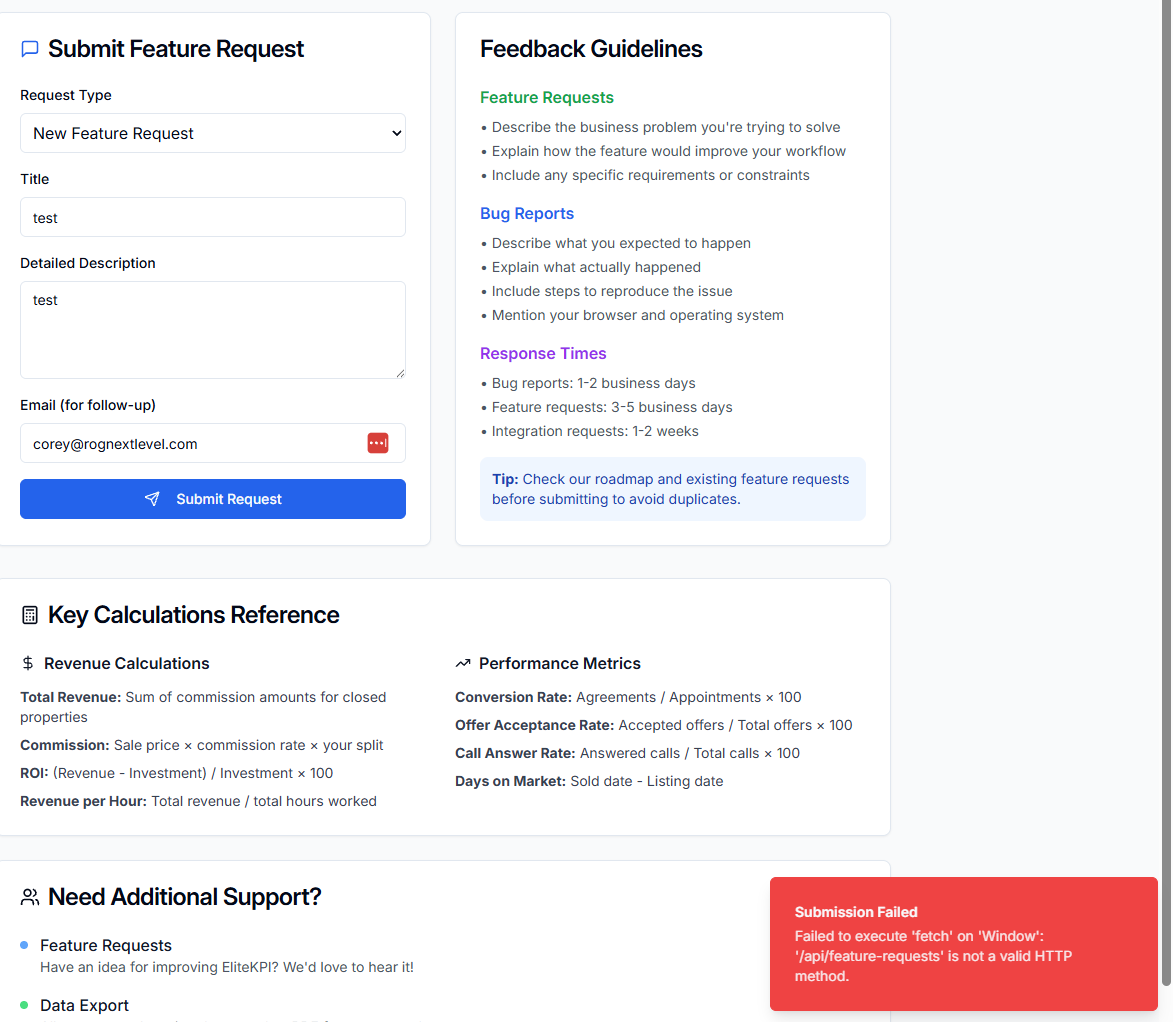 Submit Feature Request
Request Type
New Feature Request
Title
test
Detailed Description
test
Email (for follow-up)
corey@rognextlevel.com
Submit Request
Feedback Guidelines
Feature Requests
• Describe the business problem you're trying to solve
• Explain how the feature would improve your workflow
• Include any specific requirements or constraints
Bug Reports
• Describe what you expected to happen
• Explain what actually happened
• Include steps to reproduce the issue
• Mention your browser and operating system
Response Times
• Bug reports: 1-2 business days
• Feature requests: 3-5 business days
• Integration requests: 1-2 weeks
Tip: Check our roadmap and existing feature requests
before submitting to avoid duplicates.
Key Calculations Reference
Revenue Calculations
Total Revenue: Sum of commission amounts for closed
properties
Commission: Sale price × commission rate × your split
ROI: (Revenue - Investment) / Investment × 100
Revenue per Hour: Total revenue / total hours worked
Performance Metrics
Conversion Rate: Agreements / Appointments × 100
Offer Acceptance Rate: Accepted offers / Total offers × 100
Call Answer Rate: Answered calls / Total calls × 100
Days on Market: Sold date - Listing date
Need Additional Support?
Feature Requests
Have an idea for improving EliteKPI? We'd love to hear it!
Data Export
Submission Failed
Failed to execute 'fetch' on 'Window':
'/api/feature-requests' is not a valid HTTP
method.